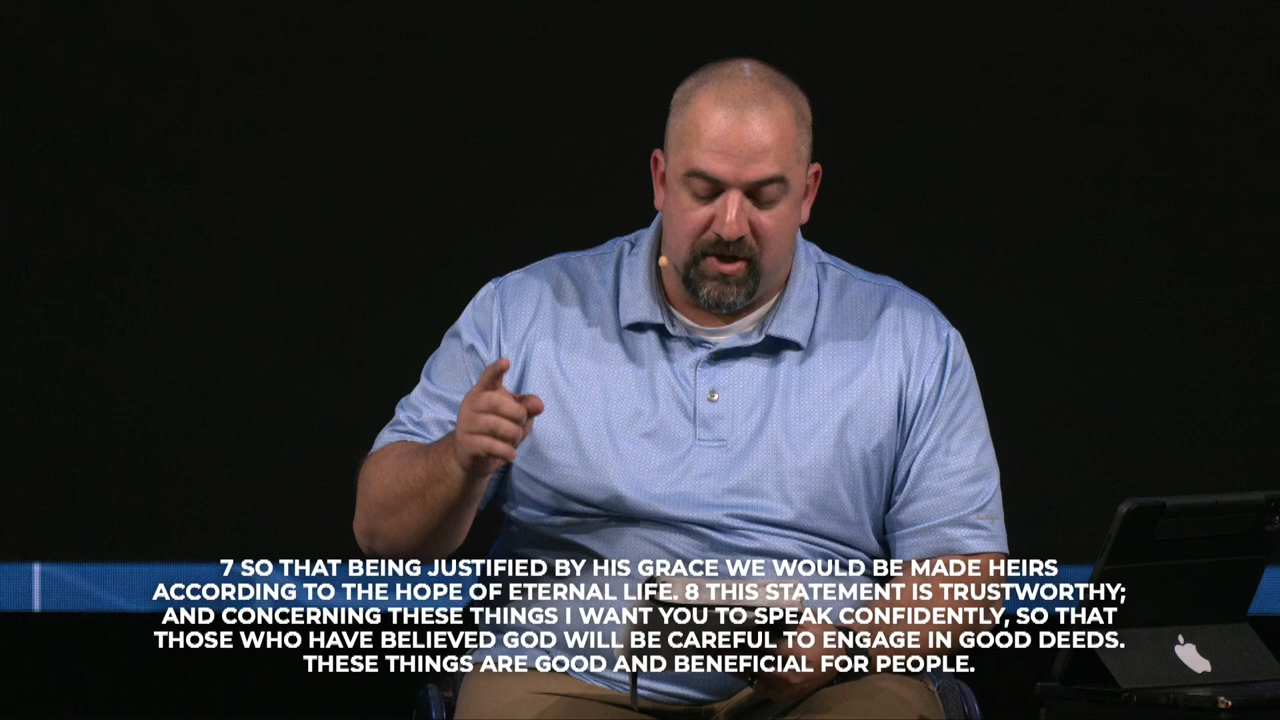 7 SO THAT BEING JUSTIFIED BY HIS GRACE WE WOULD BE MADE HEIRS
ACCORDING TO THE HOPE OF ETERNAL LIFE. 8 THIS STATEMENT IS TRUSTWORTHY;
AND CONCERNING THESE THINGS I WANT YOU TO SPEAK CONFIDENTLY, SO THAT
THOSE WHO HAVE BELIEVED GOD WILL BE CAREFUL TO ENGAGE IN GOOD DEEDS.
THESE THINGS ARE GOOD AND BENEFICIAL FOR PEOPLE.